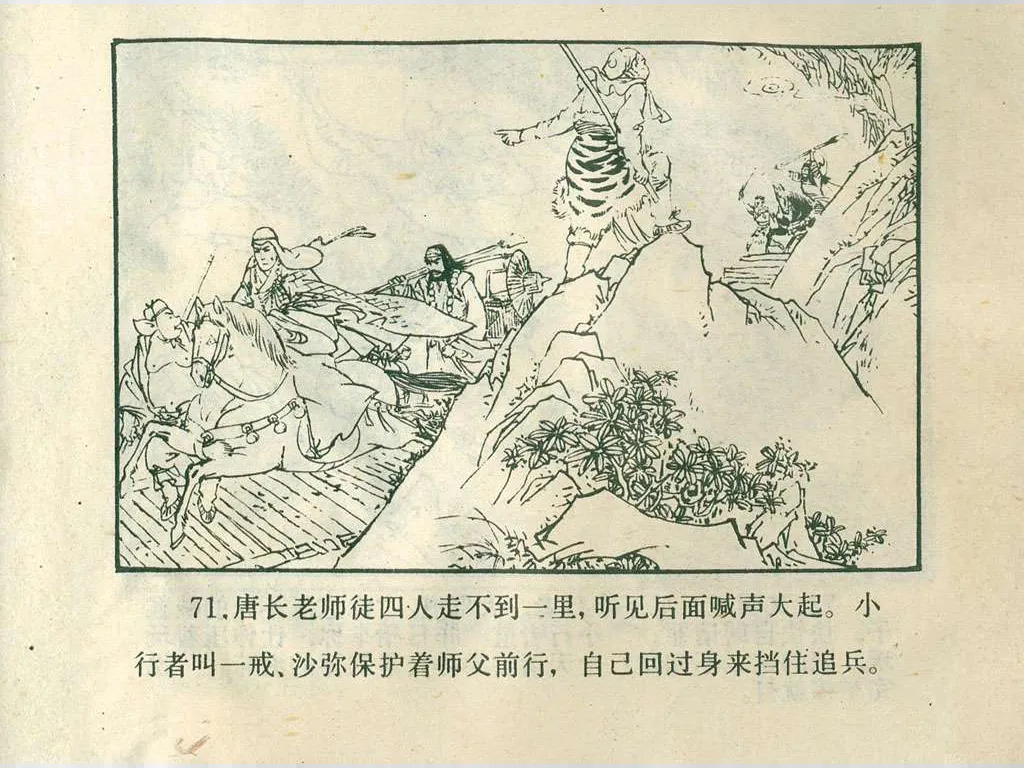 71.唐长老师徒四人走不到一里，听见后面喊声大起。小
行者叫一戒、沙弥保护着师父前行，自己回过身来挡住追兵。